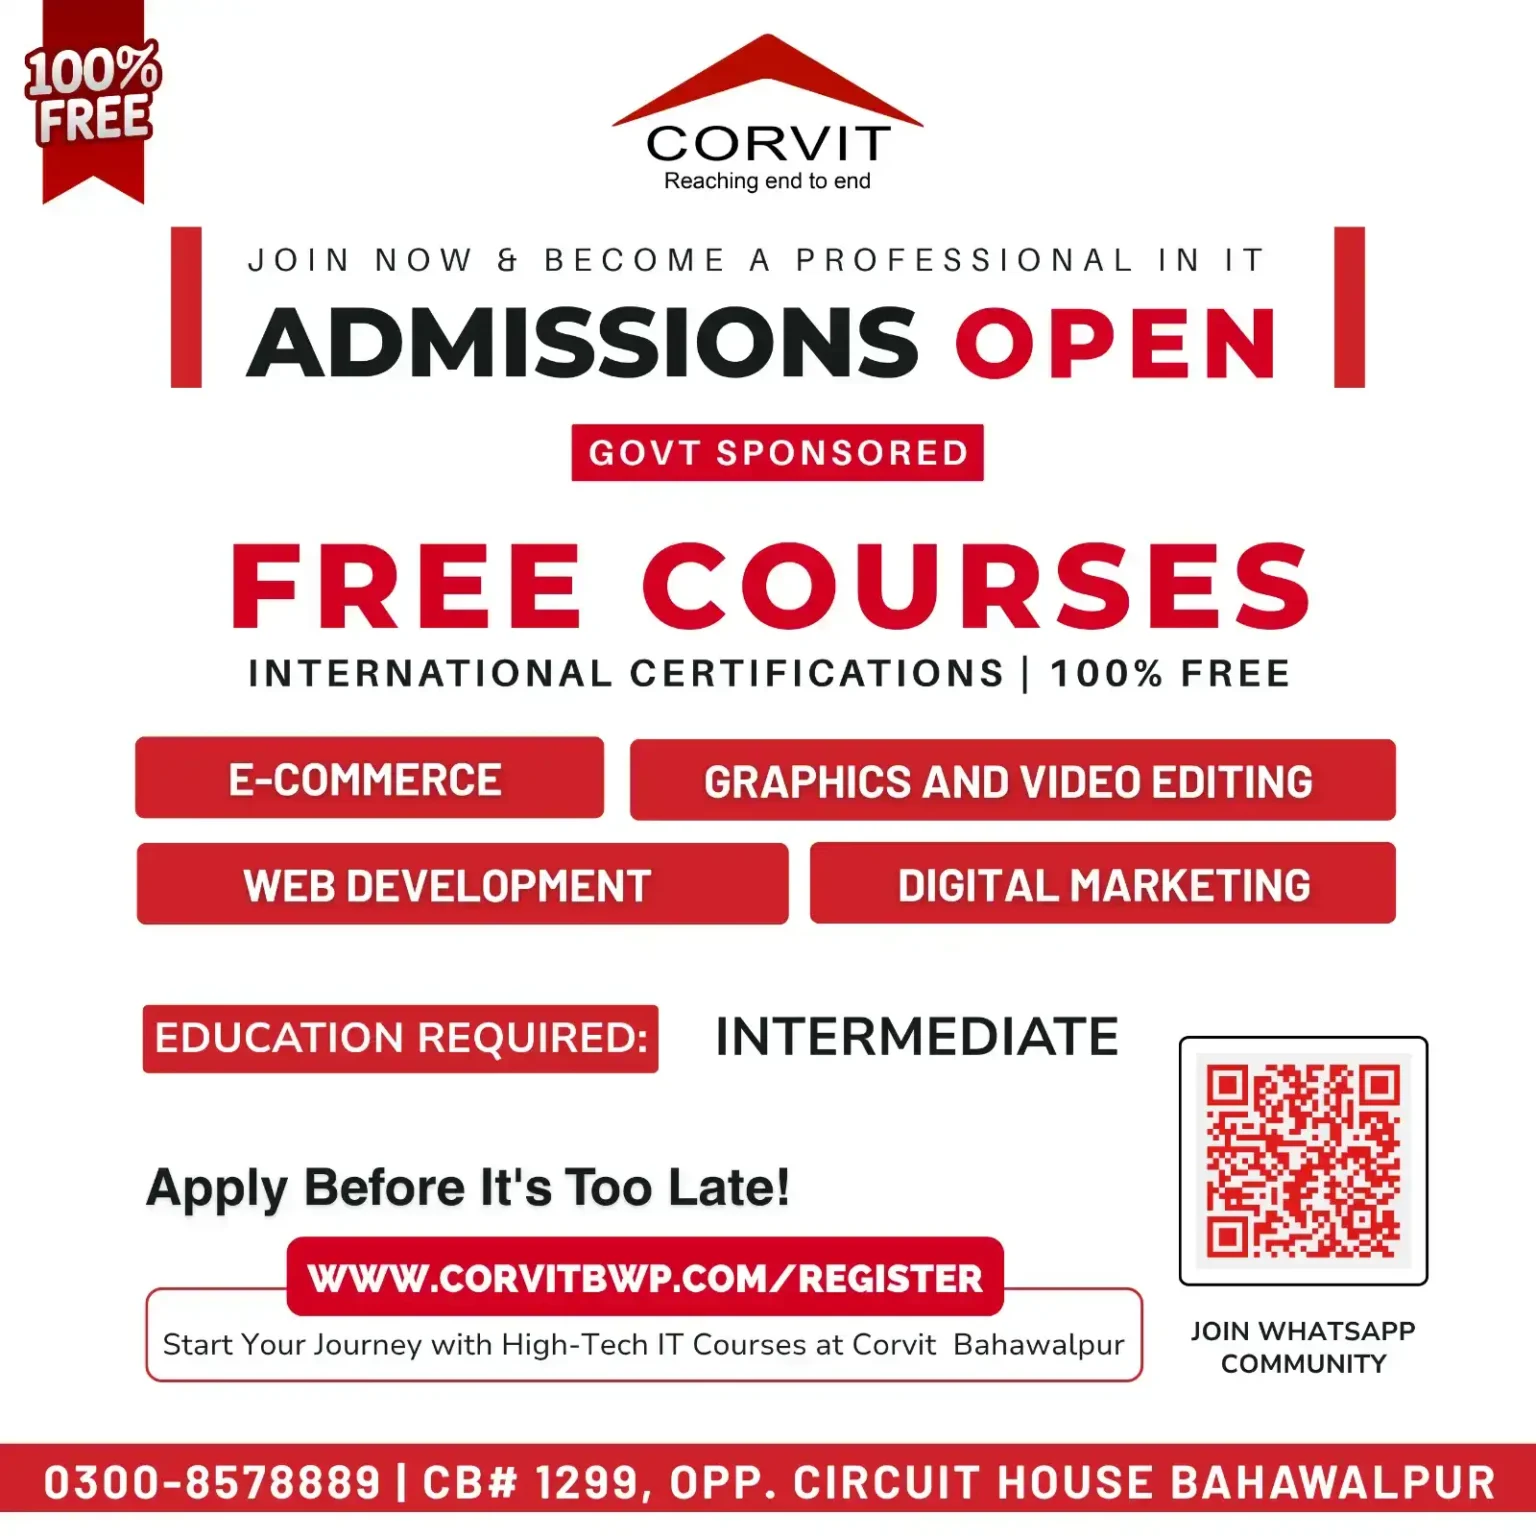 100%
FREE
CORVIT
Reaching end to end
JOIN NOW & BECOME A PROFESSIONAL IN IT
ADMISSIONS OPEN
GOVT SPONSORED
FREE COURSES
INTERNATIONAL CERTIFICATIONS | 100% FREE
E-COMMERCE
GRAPHICS AND VIDEO EDITING
WEB DEVELOPMENT
DIGITAL MARKETING
EDUCATION REQUIRED: INTERMEDIATE
Apply Before It's Too Late!
WWW.CORVITBWP.COM/REGISTER
Start Your Journey with High-Tech IT Courses at Corvit Bahawalpur
JOIN WHATSAPP
COMMUNITY
0300-8578889 | CB# 1299, OPP. CIRCUIT HOUSE BAHAWALPUR